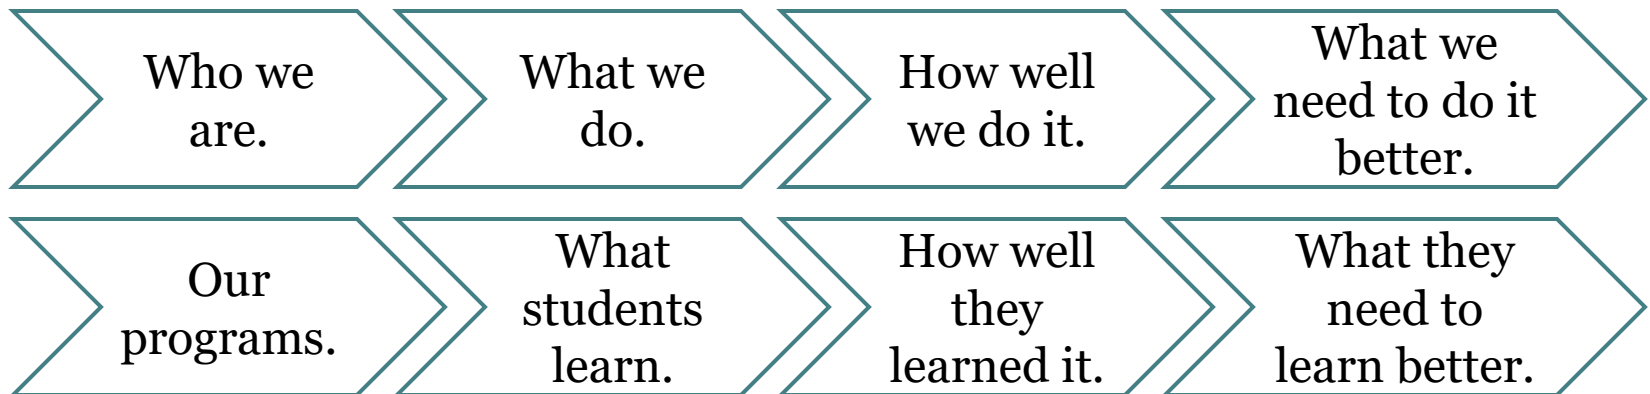 Who we
are.
What we
do.
How well
we do it.
What we
need to do it
better.
Our
programs.
What
students
learn.
How well
they
learned it.
What they
need to
learn better.